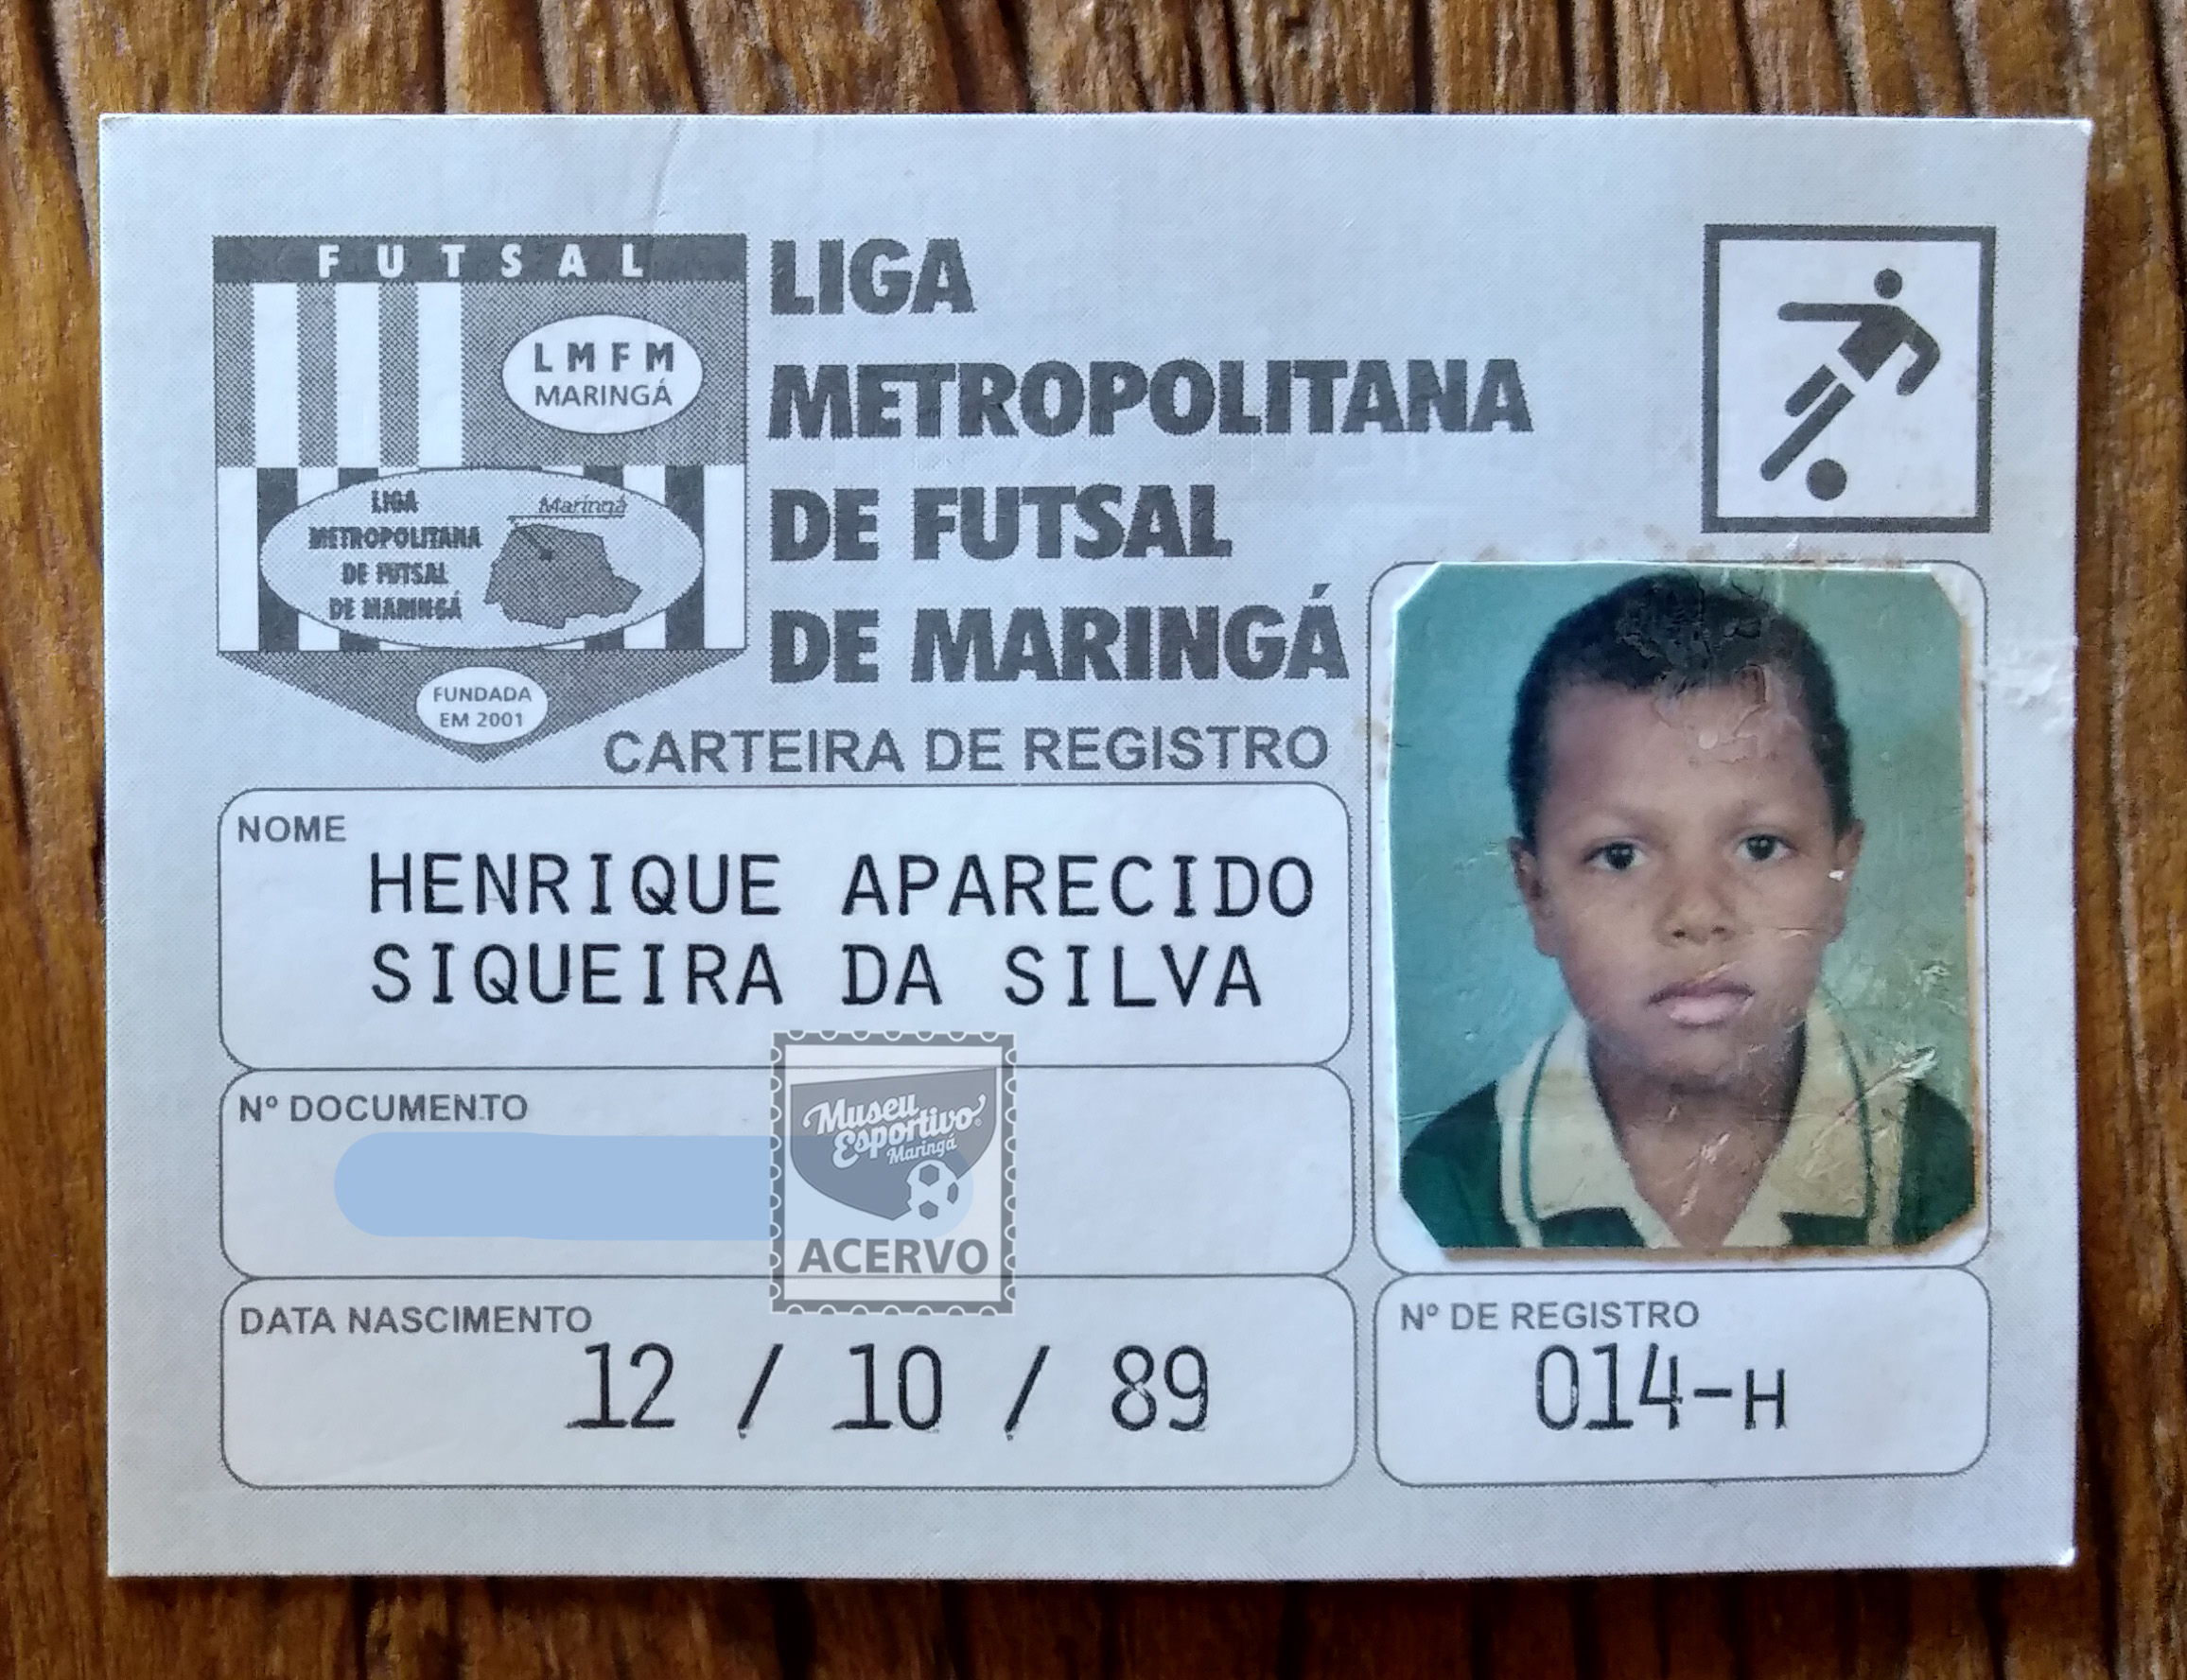 FUTSAL
LMFM
MARINGÁ
LIGA
METROPOLITANA
DE FUTSAL
DE MARINGÁ
Maringá
FUNDADA
EM 2001
LIGA
METROPOLITANA
DE FUTSAL
DE MARINGÁ
CARTEIRA DE REGISTRO
NOME
HENRIQUE APARECIDO
SIQUEIRA DA SILVA
Nº DOCUMENTO
Museu
Esportivo
Maringá
ACERVO
DATA NASCIMENTO
12 / 10 / 89
Nº DE REGISTRO
014-H